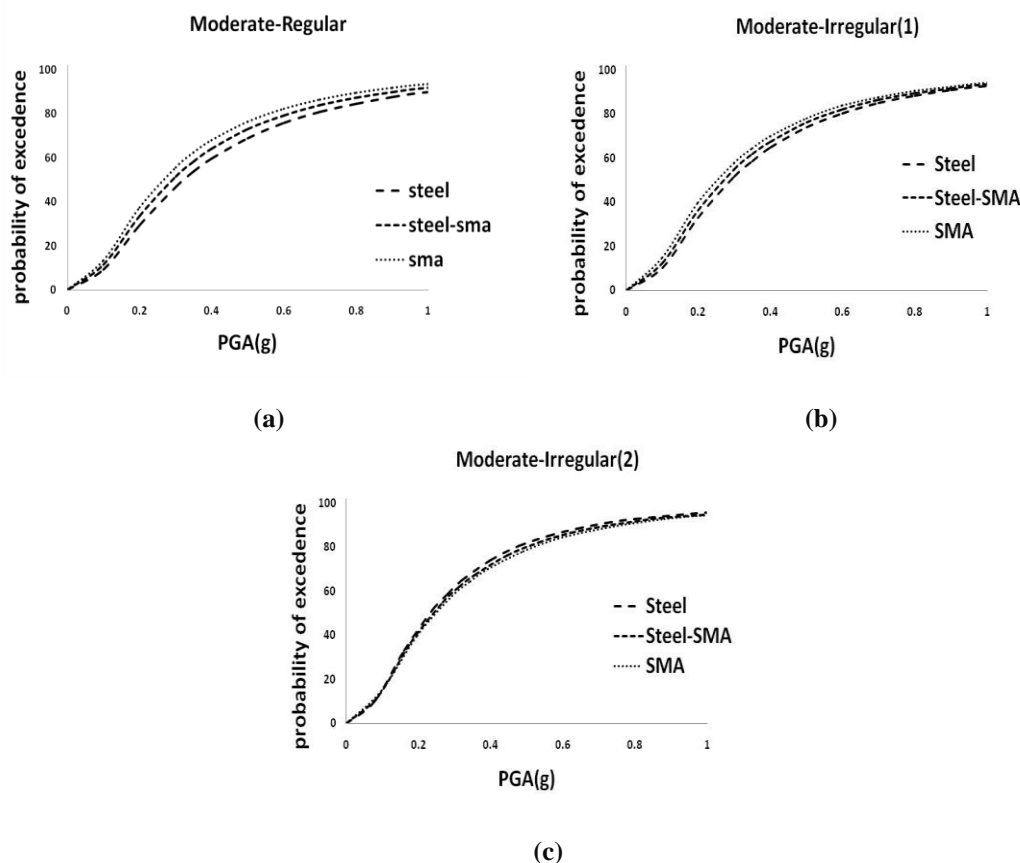 Moderate-Regular
probability of excedence
100
80
60
40
20
0
0 0.2 0.4 0.6 0.8 1
PGA(g)
steel
steel-sma
sma
(a)
Moderate-Irregular(1)
probability of excedence
100
80
60
40
20
0
0 0.2 0.4 0.6 0.8 1
PGA(g)
Steel
Steel-SMA
SMA
(b)
Moderate-Irregular(2)
probability of excedence
100
80
60
40
20
0
0 0.2 0.4 0.6 0.8 1
PGA(g)
Steel
Steel-SMA
SMA
(c)